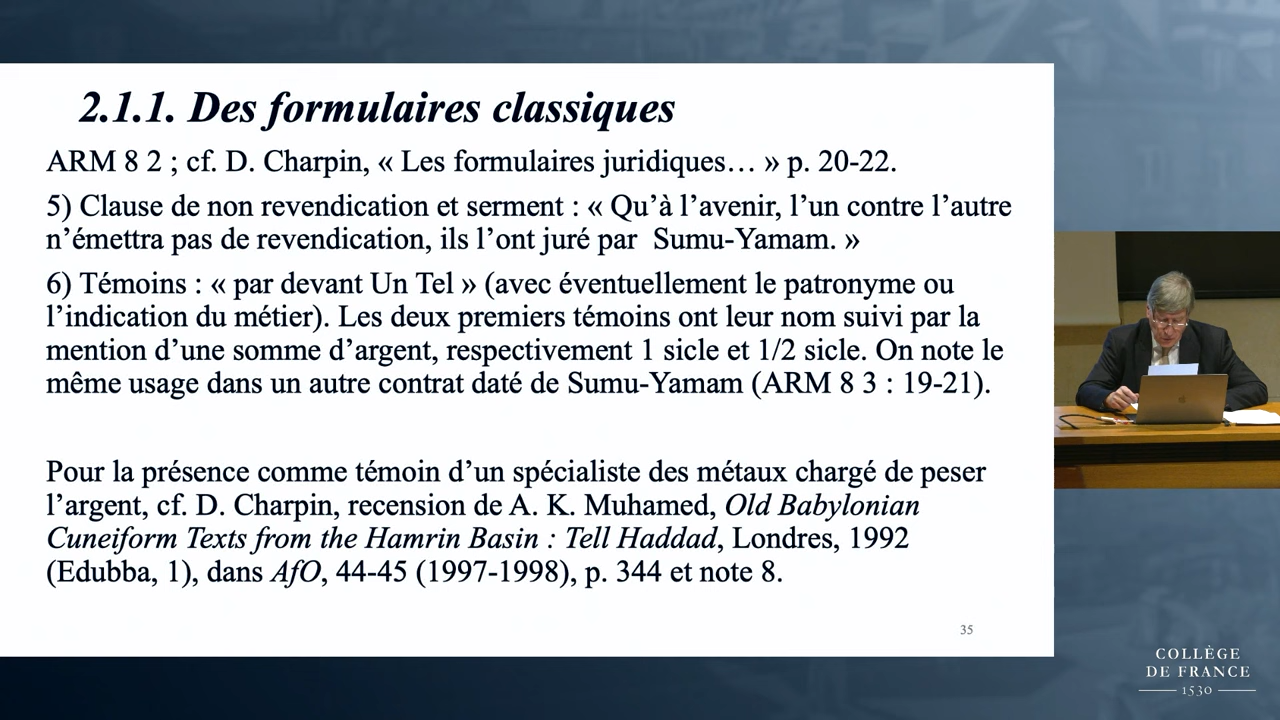 2.1.1. Des formulaires classiques
ARM 8 2 ; cf. D. Charpin, « Les formulaires juridiques… » p. 20-22.
5) Clause de non revendication et serment : « Qu’à l’avenir, l’un contre l’autre
n’émettra pas de revendication, ils l’ont juré par Sumu-Yamam. »
6) Témoins : « par devant Un Tel » (avec éventuellement le patronyme ou
l’indication du métier). Les deux premiers témoins ont leur nom suivi par la
mention d’une somme d’argent, respectivement 1 sicle et 1/2 sicle. On note le
même usage dans un autre contrat daté de Sumu-Yamam (ARM 8 3 : 19-21).
Pour la présence comme témoin d’un spécialiste des métaux chargé de peser
l’argent, cf. D. Charpin, recension de A. K. Muhamed, Old Babylonian
Cuneiform Texts from the Hamrin Basin : Tell Haddad, Londres, 1992
(Edubba, 1), dans AfO, 44-45 (1997-1998), p. 344 et note 8.
35
COLLÈGE
DE FRANCE
1530